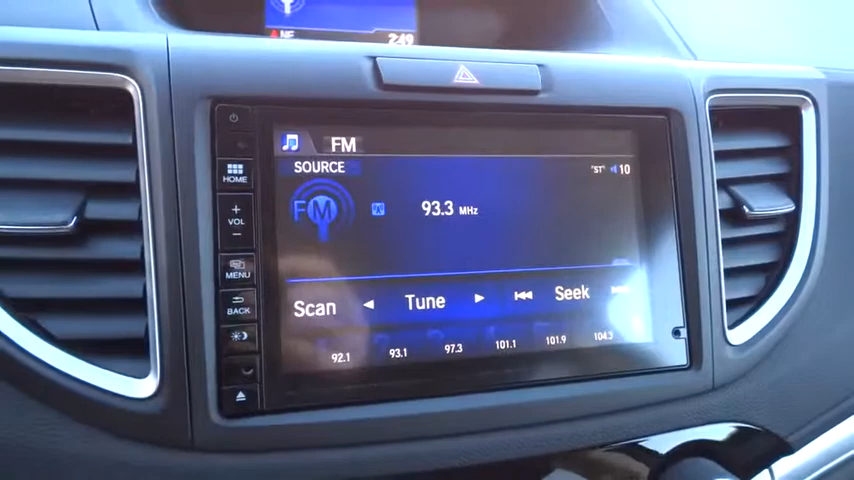 NE
2:49
FM
SOURCE
"ST" 10
FM
93.3 MHz
Scan Tune Seek
92.1 93.1 97.3 101.1 101.9 104.3
HOME
+
VOL
−
MENU
BACK